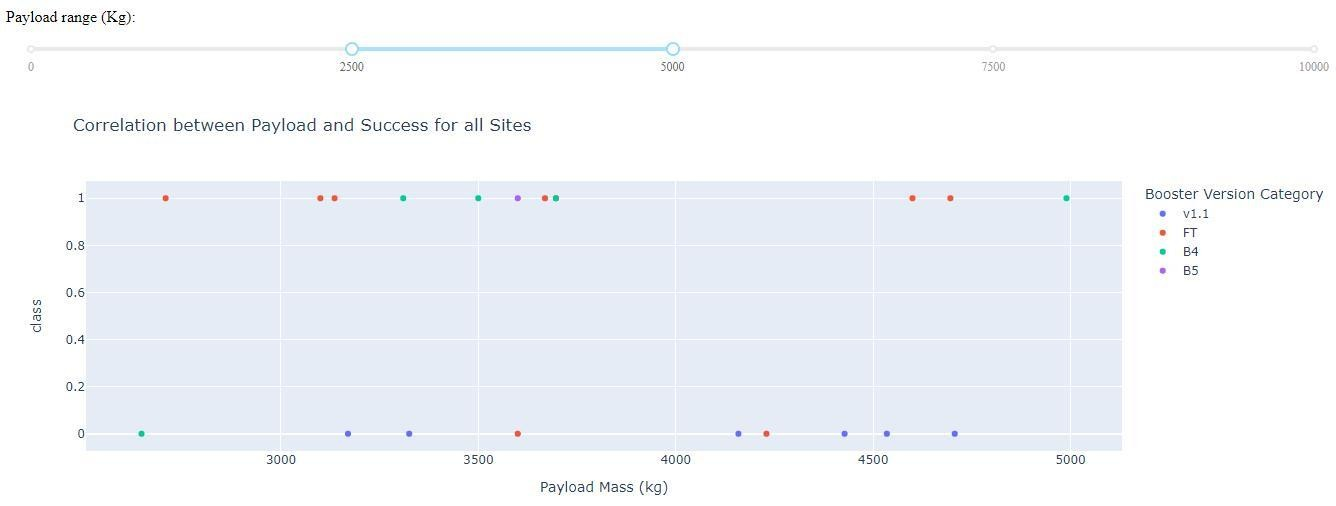 Payload range (Kg):
0 2500 5000 7500 10000
Correlation between Payload and Success for all Sites
Booster Version Category
v1.1
FT
B4
B5
1
0.8
0.6
0.4
0.2
0
class
3000 3500 4000 4500 5000
Payload Mass (kg)